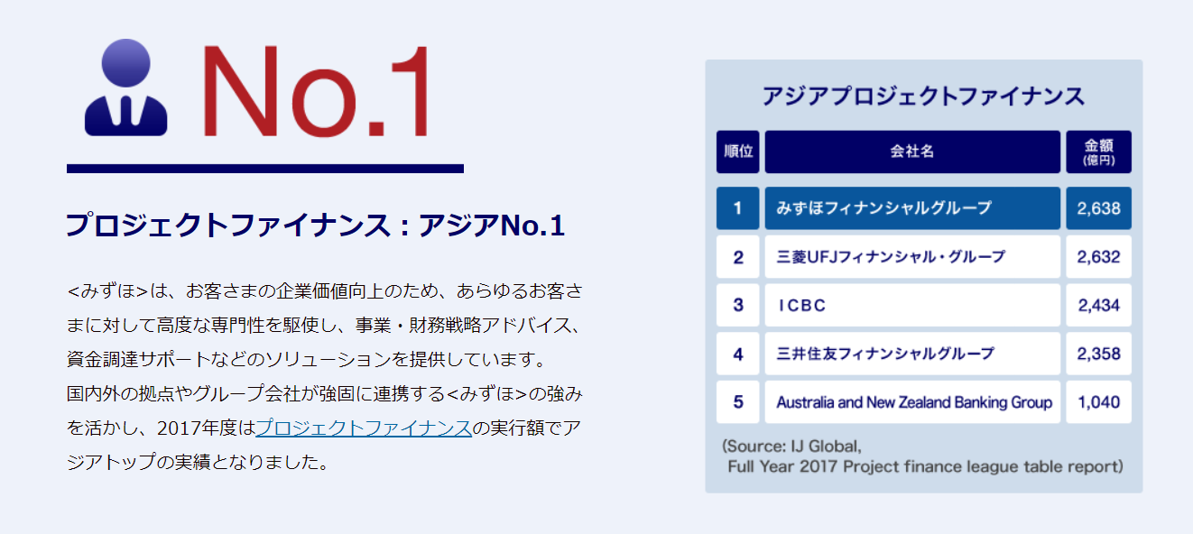 No.1
プロジェクトファイナンス：アジアNo.1
<みずほ>は、お客さまの企業価値向上のため、あらゆるお客さ
まに対して高度な専門性を駆使し、事業・財務戦略アドバイス、
資金調達サポートなどのソリューションを提供しています。
国内外の拠点やグループ会社が強固に連携する<みずほ>の強み
を活かし、2017年度はプロジェクトファイナンスの実行額でア
ジアトップの実績となりました。
アジアプロジェクトファイナンス
順位 会社名 金額
(億円)
1 みずほフィナンシャルグループ 2,638
2 三菱UFJフィナンシャル・グループ 2,632
3 ICBC 2,434
4 三井住友フィナンシャルグループ 2,358
5 Australia and New Zealand Banking Group 1,040
(Source: IJ Global,
Full Year 2017 Project finance league table report)